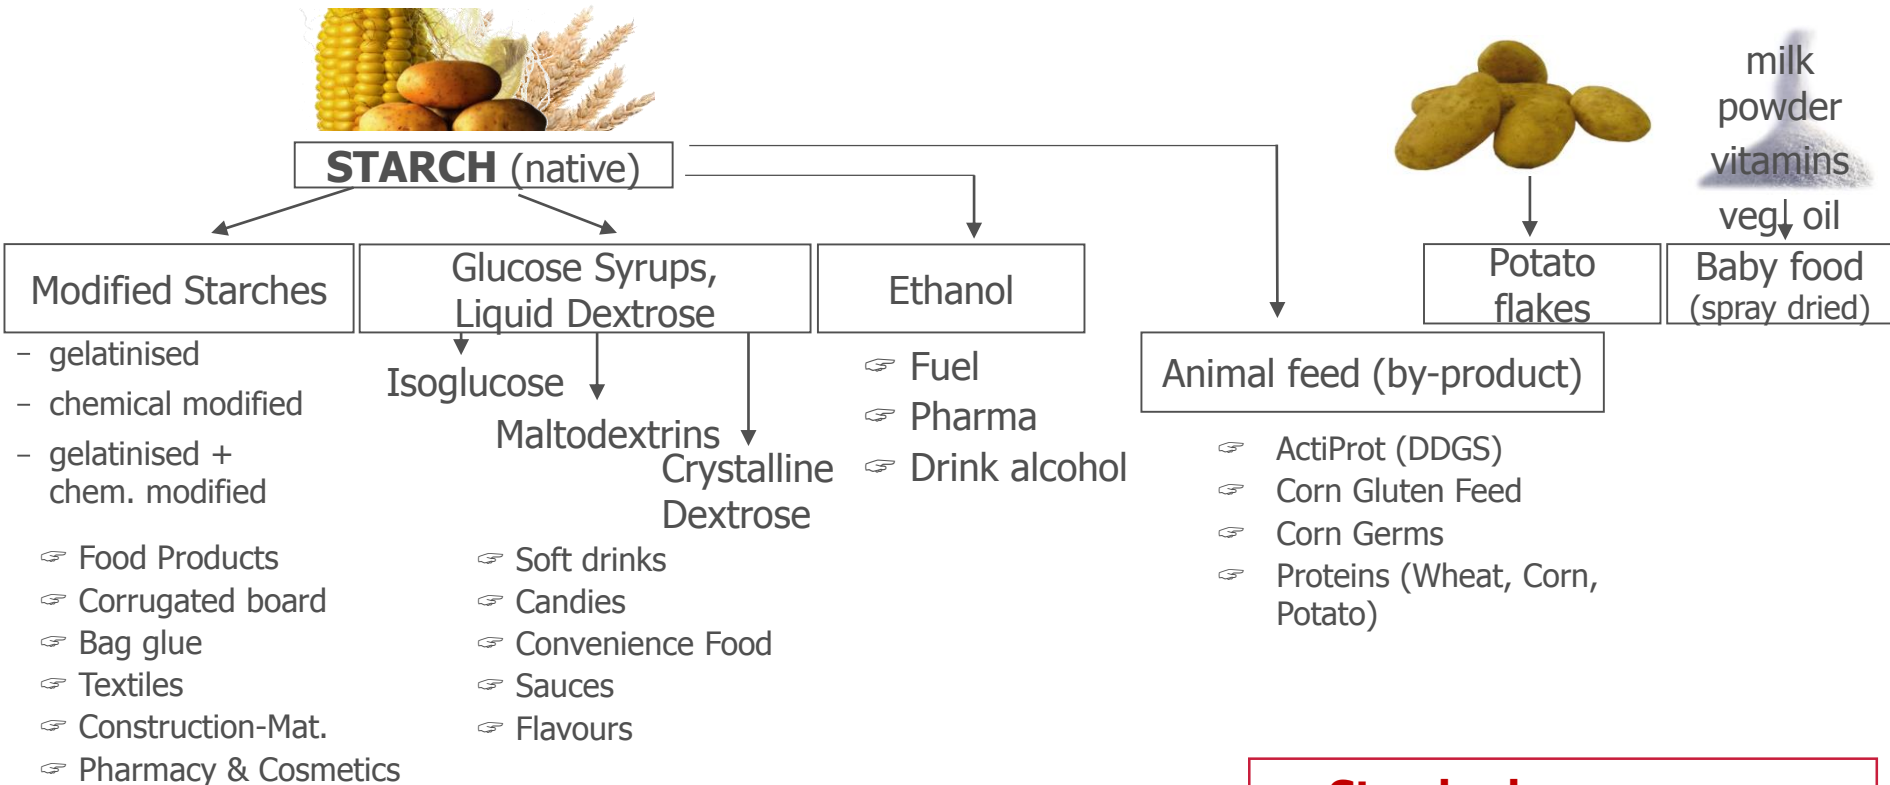 milk
powder
vitamins
veg. oil
STARCH (native)
Modified Starches
– gelatinised
– chemical modified
– gelatinised +
chem. modified
☞ Food Products
☞ Corrugated board
☞ Bag glue
☞ Textiles
☞ Construction-Mat.
☞ Pharmacy & Cosmetics
Glucose Syrups,
Liquid Dextrose
Isoglucose
Maltodextrins
Crystalline
Dextrose
☞ Soft drinks
☞ Candies
☞ Convenience Food
☞ Sauces
☞ Flavours
Ethanol
☞ Fuel
☞ Pharma
☞ Drink alcohol
Animal feed (by-product)
☞ ActiProt (DDGS)
☞ Corn Gluten Feed
☞ Corn Germs
☞ Proteins (Wheat, Corn,
Potato)
Potato
flakes
Baby food
(spray dried)